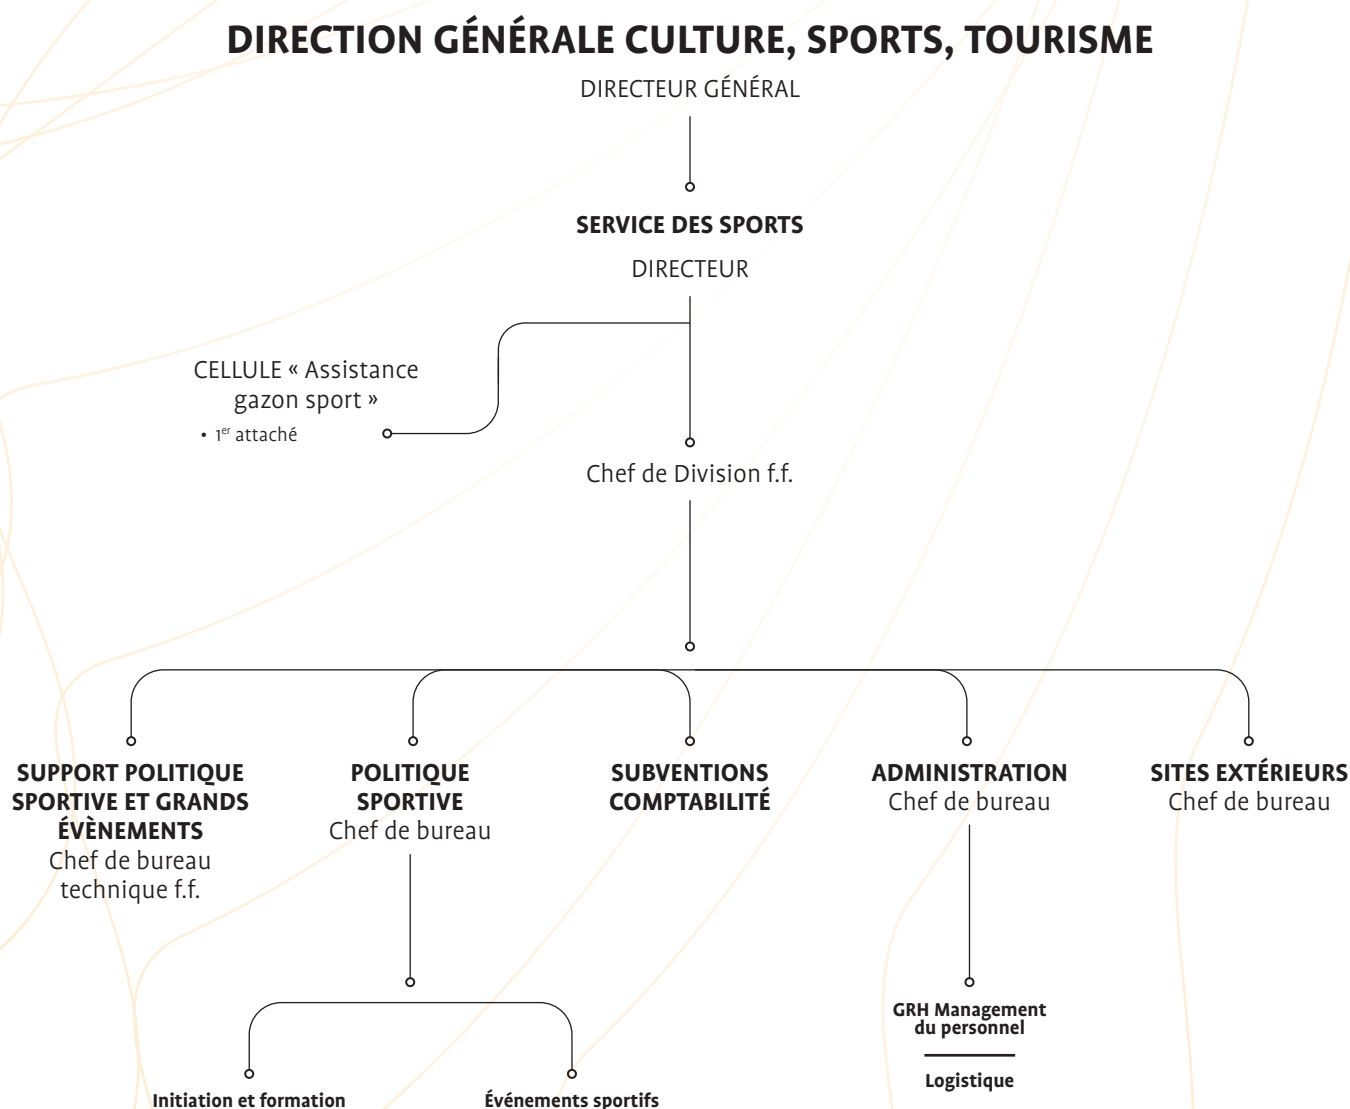 DIRECTION GÉNÉRALE CULTURE, SPORTS, TOURISME
DIRECTEUR GÉNÉRAL
SERVICE DES SPORTS
DIRECTEUR
CELLULE « Assistance
gazon sport »
• 1er attaché
Chef de Division f.f.
SUPPORT POLITIQUE
SPORTIVE ET GRANDS
ÉVÈNEMENTS
Chef de bureau
technique f.f.
POLITIQUE
SPORTIVE
Chef de bureau
SUBVENTIONS
COMPTABILITÉ
ADMINISTRATION
Chef de bureau
SITES EXTÉRIEURS
Chef de bureau
GRH Management
du personnel
Logistique
Initiation et formation
Événements sportifs